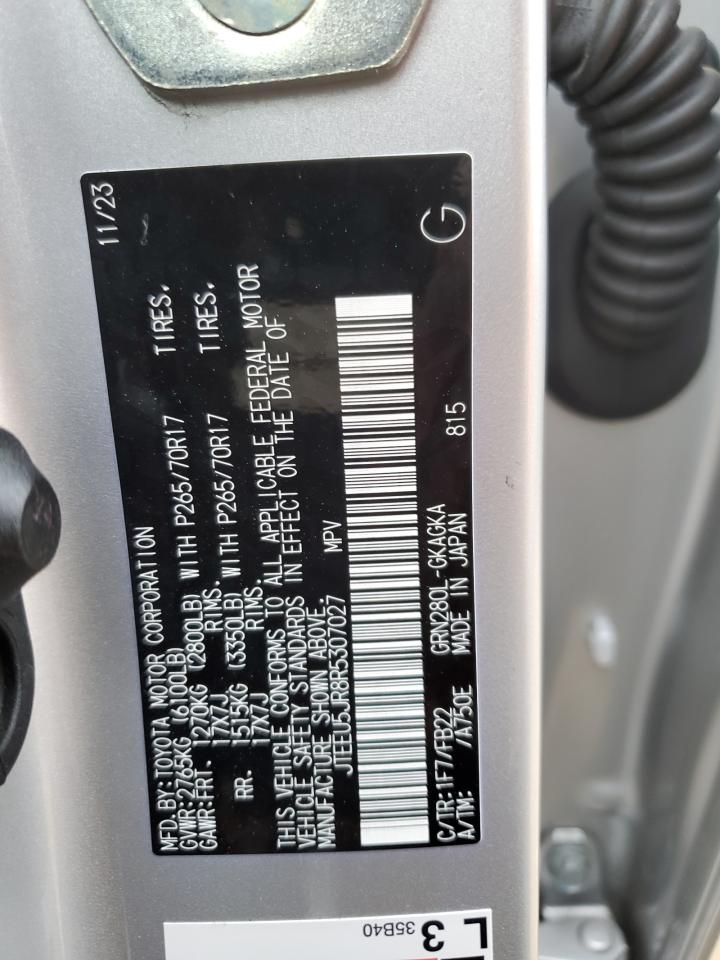 MFD.BY:TOYOTA MOTOR CORPORATION 11/23
GVWR:2765KG (6100LB)
GAWR:FRT. 1270KG (2800LB) WITH P265/70R17 TIRES.
17X7J RIMS.
RR. 1515KG (3350LB) WITH P265/70R17 TIRES.
17X7J RIMS.
THIS VEHICLE CONFORMS TO ALL APPLICABLE FEDERAL MOTOR
VEHICLE SAFETY STANDARDS IN EFFECT ON THE DATE OF
MANUFACTURE SHOWN ABOVE.
JTEEU5JR8R5307027 MPV
G
C/TR:1F7/FB22 GRN280L-GKAGKA 815
A/TM: /A750E MADE IN JAPAN
35B40
L 3